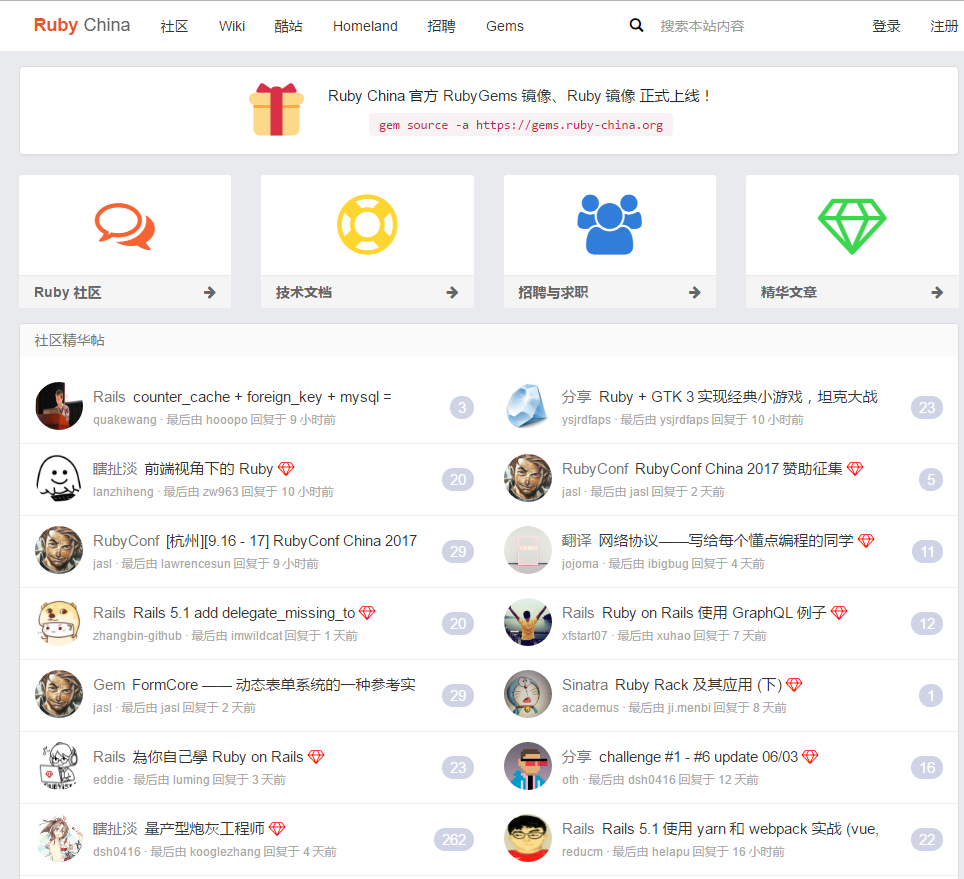 Ruby China 社区 Wiki 酷站 Homeland 招聘 Gems 搜索本站内容 登录 注册
Ruby China 官方 RubyGems 镜像、Ruby 镜像 正式上线！
gem source -a https://gems.ruby-china.org
Ruby 社区 技术文档 招聘与求职 精华文章
社区精华帖
Rails counter_cache + foreign_key + mysql = 3
quakewang · 最后由 hooopo 回复于 9 小时前
分享 Ruby + GTK 3 实现经典小游戏，坦克大战 23
ysjrdfaps · 最后由 ysjrdfaps 回复于 10 小时前
瞎扯淡 前端视角下的 Ruby 20
lanzhiheng · 最后由 zw963 回复于 10 小时前
RubyConf RubyConf China 2017 赞助征集 5
jasl · 最后由 jasl 回复于 2 天前
RubyConf [杭州][9.16 - 17] RubyConf China 2017 29
jasl · 最后由 lawrencesun 回复于 9 小时前
翻译 网络协议——写给每个懂点编程的同学 11
jojoma · 最后由 ibigbug 回复于 4 天前
Rails Rails 5.1 add delegate_missing_to 20
zhangbin-github · 最后由 imwildcat 回复于 1 天前
Rails Ruby on Rails 使用 GraphQL 例子 12
xfstart07 · 最后由 xuhao 回复于 7 天前
Gem FormCore —— 动态表单系统的一种参考实 29
jasl · 最后由 jasl 回复于 2 天前
Sinatra Ruby Rack 及其应用 (下) 1
academus · 最后由 ji.menbi 回复于 8 天前
Rails 為你自己學 Ruby on Rails 23
eddie · 最后由 luming 回复于 3 天前
分享 challenge #1 - #6 update 06/03 16
oth · 最后由 dsh0416 回复于 12 天前
瞎扯淡 量产型炮灰工程师 262
dsh0416 · 最后由 kooglezhang 回复于 4 天前
Rails Rails 5.1 使用 yarn 和 webpack 实战 (vue, 22
reducm · 最后由 helapu 回复于 16 小时前